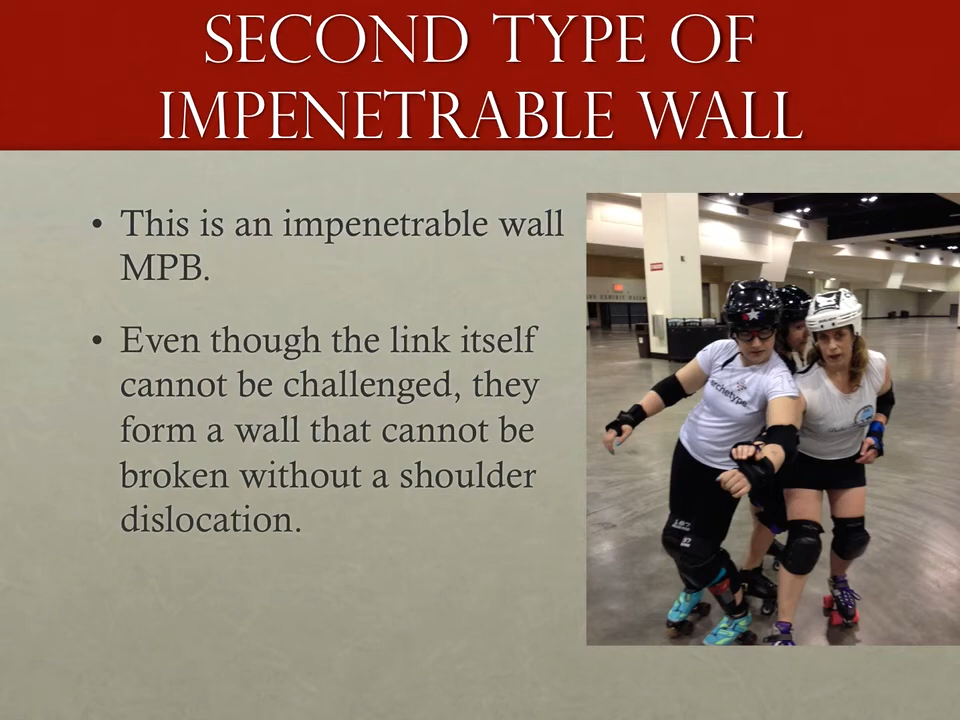 SECOND TYPE OF
IMPENETRABLE WALL
• This is an impenetrable wall
MPB.
• Even though the link itself
cannot be challenged, they
form a wall that cannot be
broken without a shoulder
dislocation.
archetype
187